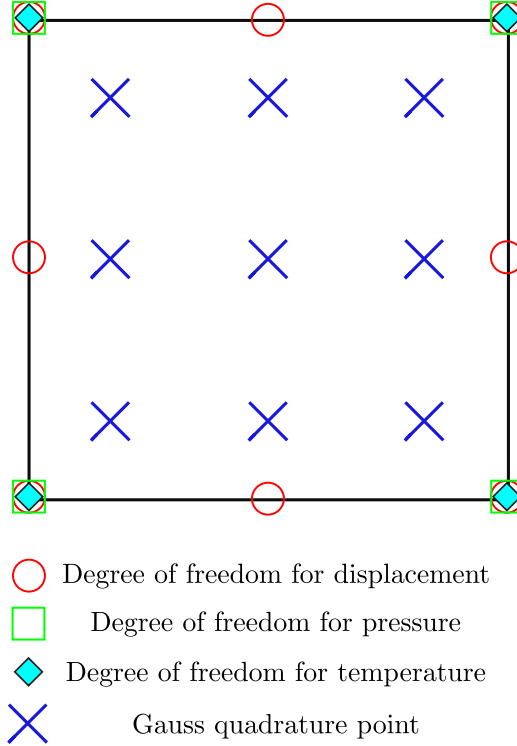 Degree of freedom for displacement
Degree of freedom for pressure
Degree of freedom for temperature
Gauss quadrature point